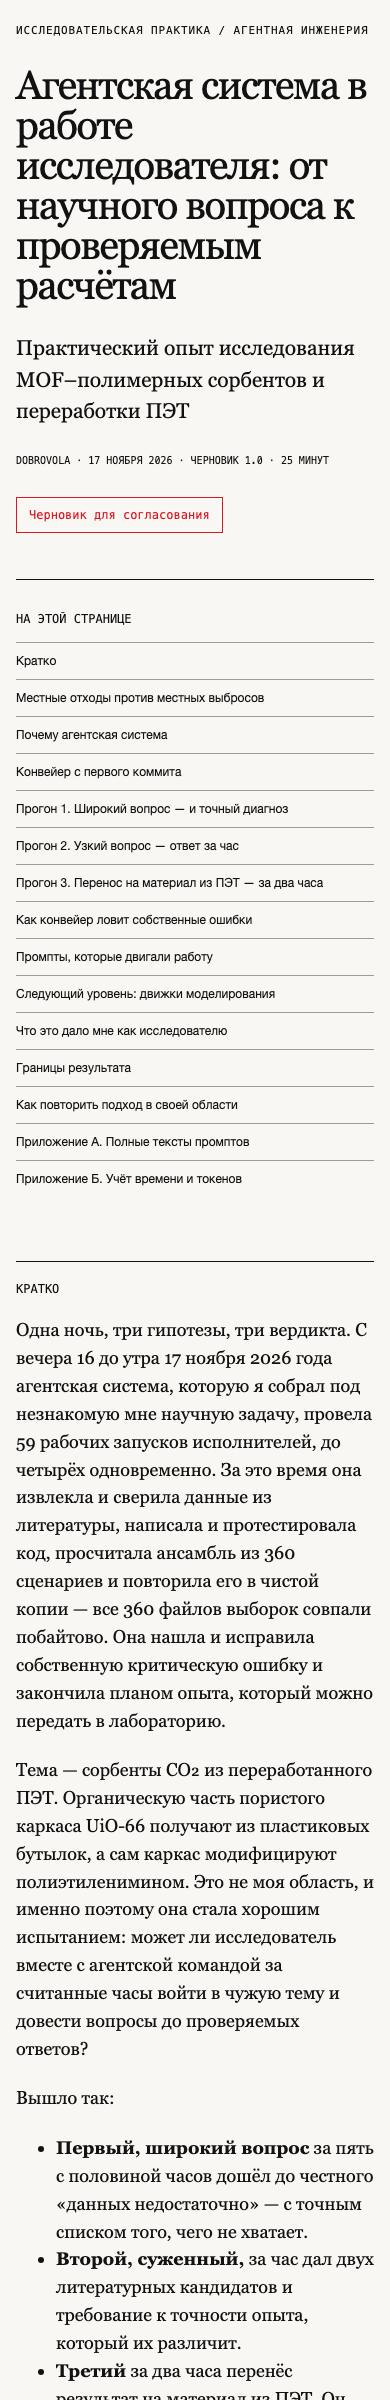 ИССЛЕДОВАТЕЛЬСКАЯ ПРАКТИКА / АГЕНТНАЯ ИНЖЕНЕРИЯ
Агентская система в
работе
исследователя: от
научного вопроса к
проверяемым
расчётам
Практический опыт исследования
MOF–полимерных сорбентов и
переработки ПЭТ
DOBROVOLA · 17 НОЯБРЯ 2026 · ЧЕРНОВИК 1.0 · 25 МИНУТ
Черновик для согласования
НА ЭТОЙ СТРАНИЦЕ
Кратко
Местные отходы против местных выбросов
Почему агентская система
Конвейер с первого коммита
Прогон 1. Широкий вопрос — и точный диагноз
Прогон 2. Узкий вопрос — ответ за час
Прогон 3. Перенос на материал из ПЭТ — за два часа
Как конвейер ловит собственные ошибки
Промпты, которые двигали работу
Следующий уровень: движки моделирования
Что это дало мне как исследователю
Границы результата
Как повторить подход в своей области
Приложение А. Полные тексты промптов
Приложение Б. Учёт времени и токенов
КРАТКО
Одна ночь, три гипотезы, три вердикта. С
вечера 16 до утра 17 ноября 2026 года
агентская система, которую я собрал под
незнакомую мне научную задачу, провела
59 рабочих запусков исполнителей, до
четырёх одновременно. За это время она
извлекла и сверила данные из
литературы, написала и протестировала
код, просчитала ансамбль из 360
сценариев и повторила его в чистой
копии — все 360 файлов выборок совпали
побайтово. Она нашла и исправила
собственную критическую ошибку и
закончила планом опыта, который можно
передать в лабораторию.
Тема — сорбенты CO₂ из переработанного
ПЭТ. Органическую часть пористого
каркаса UiO-66 получают из пластиковых
бутылок, а сам каркас модифицируют
полиэтиленимином. Это не моя область, и
именно поэтому она стала хорошим
испытанием: может ли исследователь
вместе с агентской командой за
считанные часы войти в чужую тему и
довести вопросы до проверяемых
ответов?
Вышло так:
• Первый, широкий вопрос за пять
с половиной часов дошёл до честного
«данных недостаточно» — с точным
списком того, чего не хватает.
• Второй, суженный, за час дал двух
литературных кандидатов и
требование к точности опыта,
который их различит.
• Третий за два часа перенёс
результат на материал из ПЭТ. Он